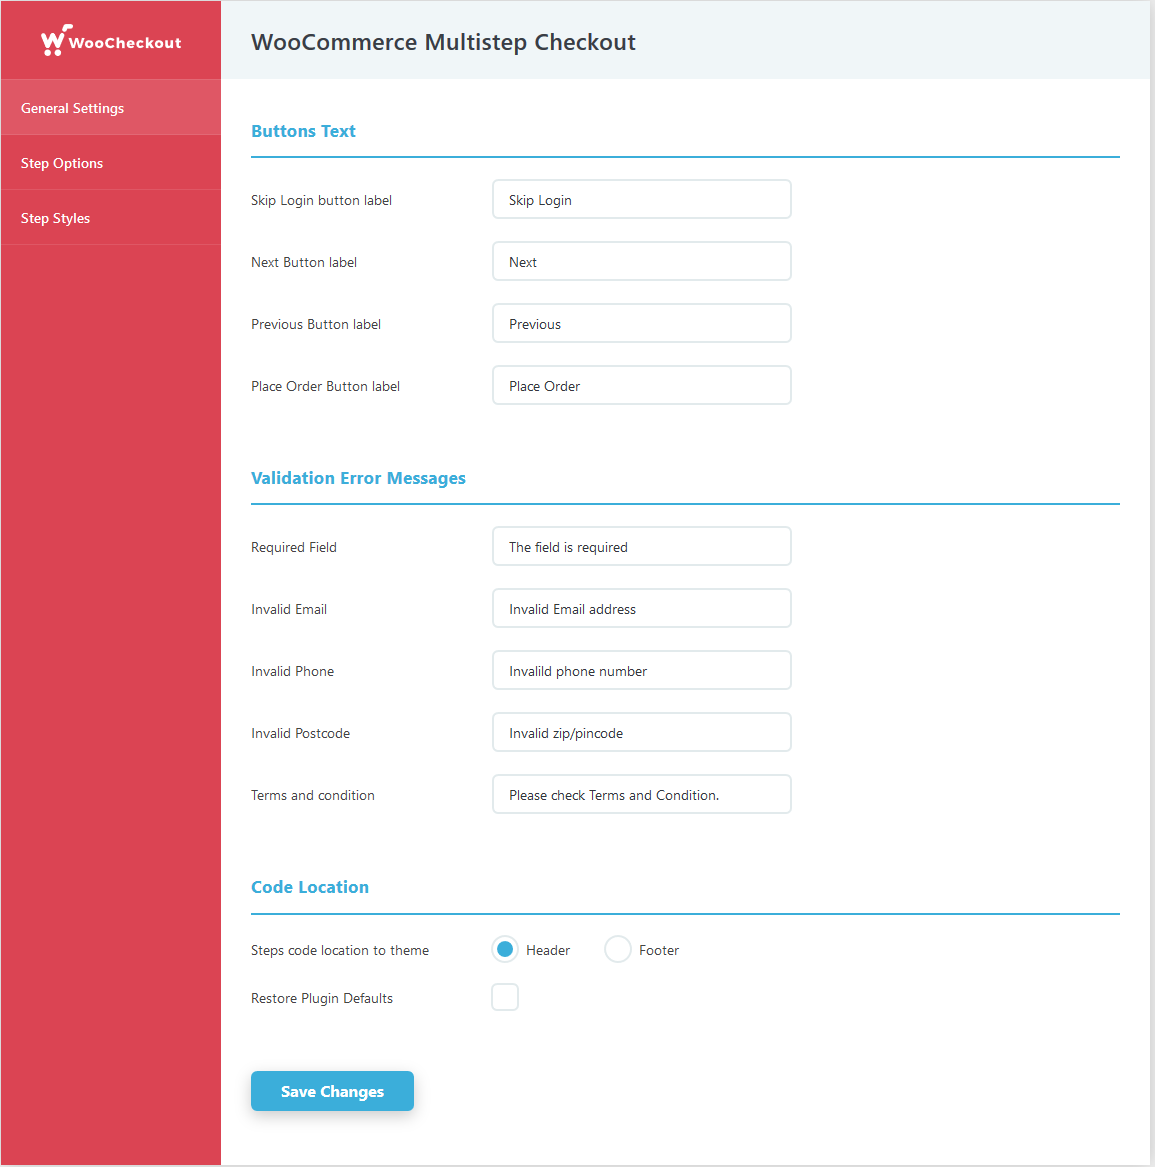 WooCheckout
WooCommerce Multistep Checkout
General Settings
Step Options
Step Styles
Buttons Text
Skip Login button label
Skip Login
Next Button label
Next
Previous Button label
Previous
Place Order Button label
Place Order
Validation Error Messages
Required Field
The field is required
Invalid Email
Invalid Email address
Invalid Phone
Invalild phone number
Invalid Postcode
Invalid zip/pincode
Terms and condition
Please check Terms and Condition.
Code Location
Steps code location to theme
Header
Footer
Restore Plugin Defaults
Save Changes